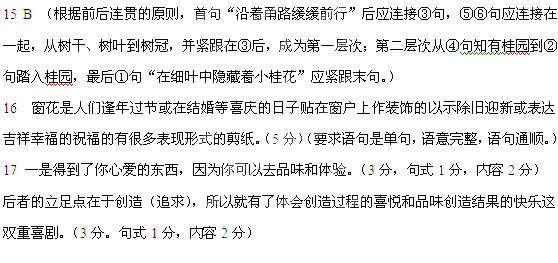 15 B （根据前后连贯的原则，首句“沿着甬路缓缓前行”后应连接③句，⑤⑥句应连接在
一起，从树干、树叶到树冠，并紧跟在③后，成为第一层次；第二层次从④句知有桂园到②
句踏入桂园，最后①句“在细叶中隐藏着小桂花”应紧跟末句。）
16 窗花是人们逢年过节或在结婚等喜庆的日子贴在窗户上作装饰的以示除旧迎新或表达
吉祥幸福的祝福的有很多表现形式的剪纸。（5 分）（要求语句是单句，语意完整，语句通顺。）
17 一是得到了你心爱的东西，因为你可以去品味和体验。（3 分，句式 1 分，内容 2 分）
后者的立足点在于创造（追求），所以就有了体会创造过程的喜悦和品味创造结果的快乐这
双重喜剧。（3 分。句式 1 分，内容 2 分）